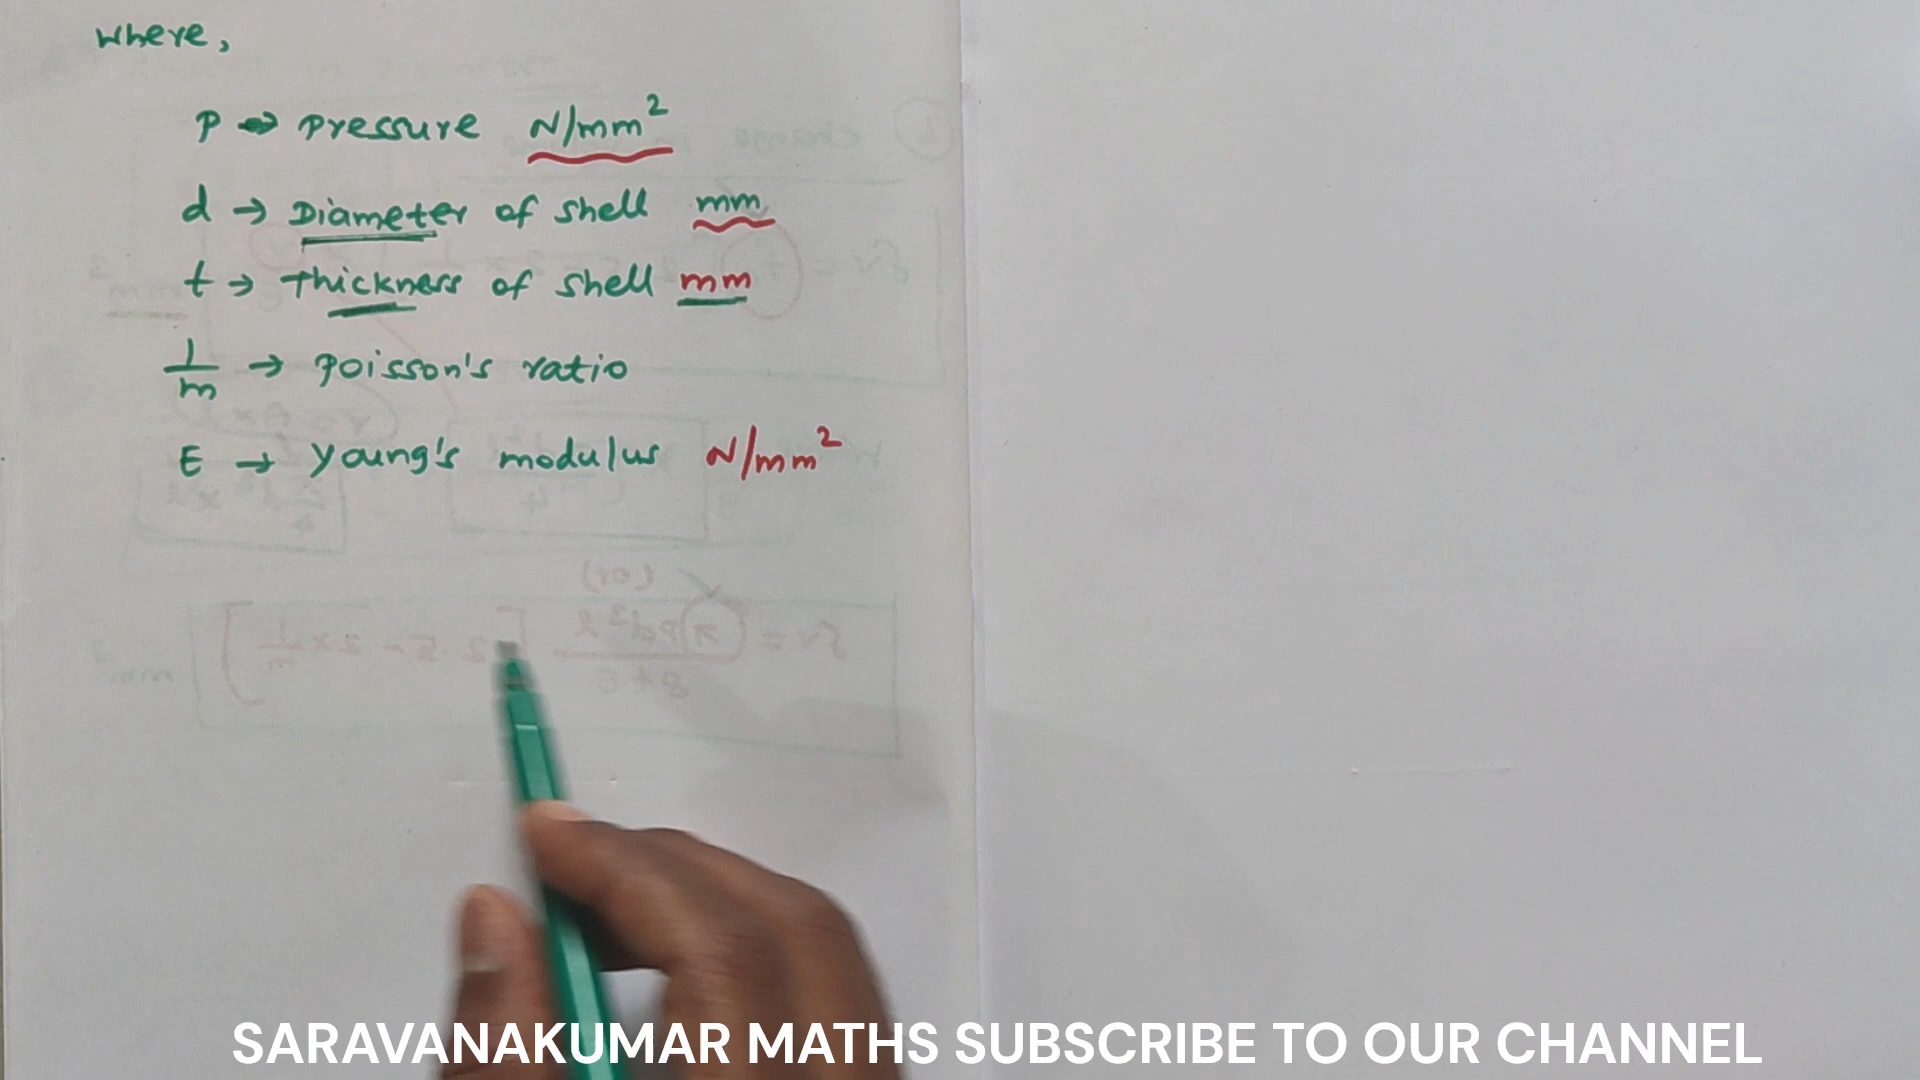 where,
P → Pressure N/mm²
d → Diameter of shell mm
t → Thickness of shell mm
1/m → Poisson's ratio
E → Young's modulus N/mm²
SARAVANAKUMAR MATHS SUBSCRIBE TO OUR CHANNEL